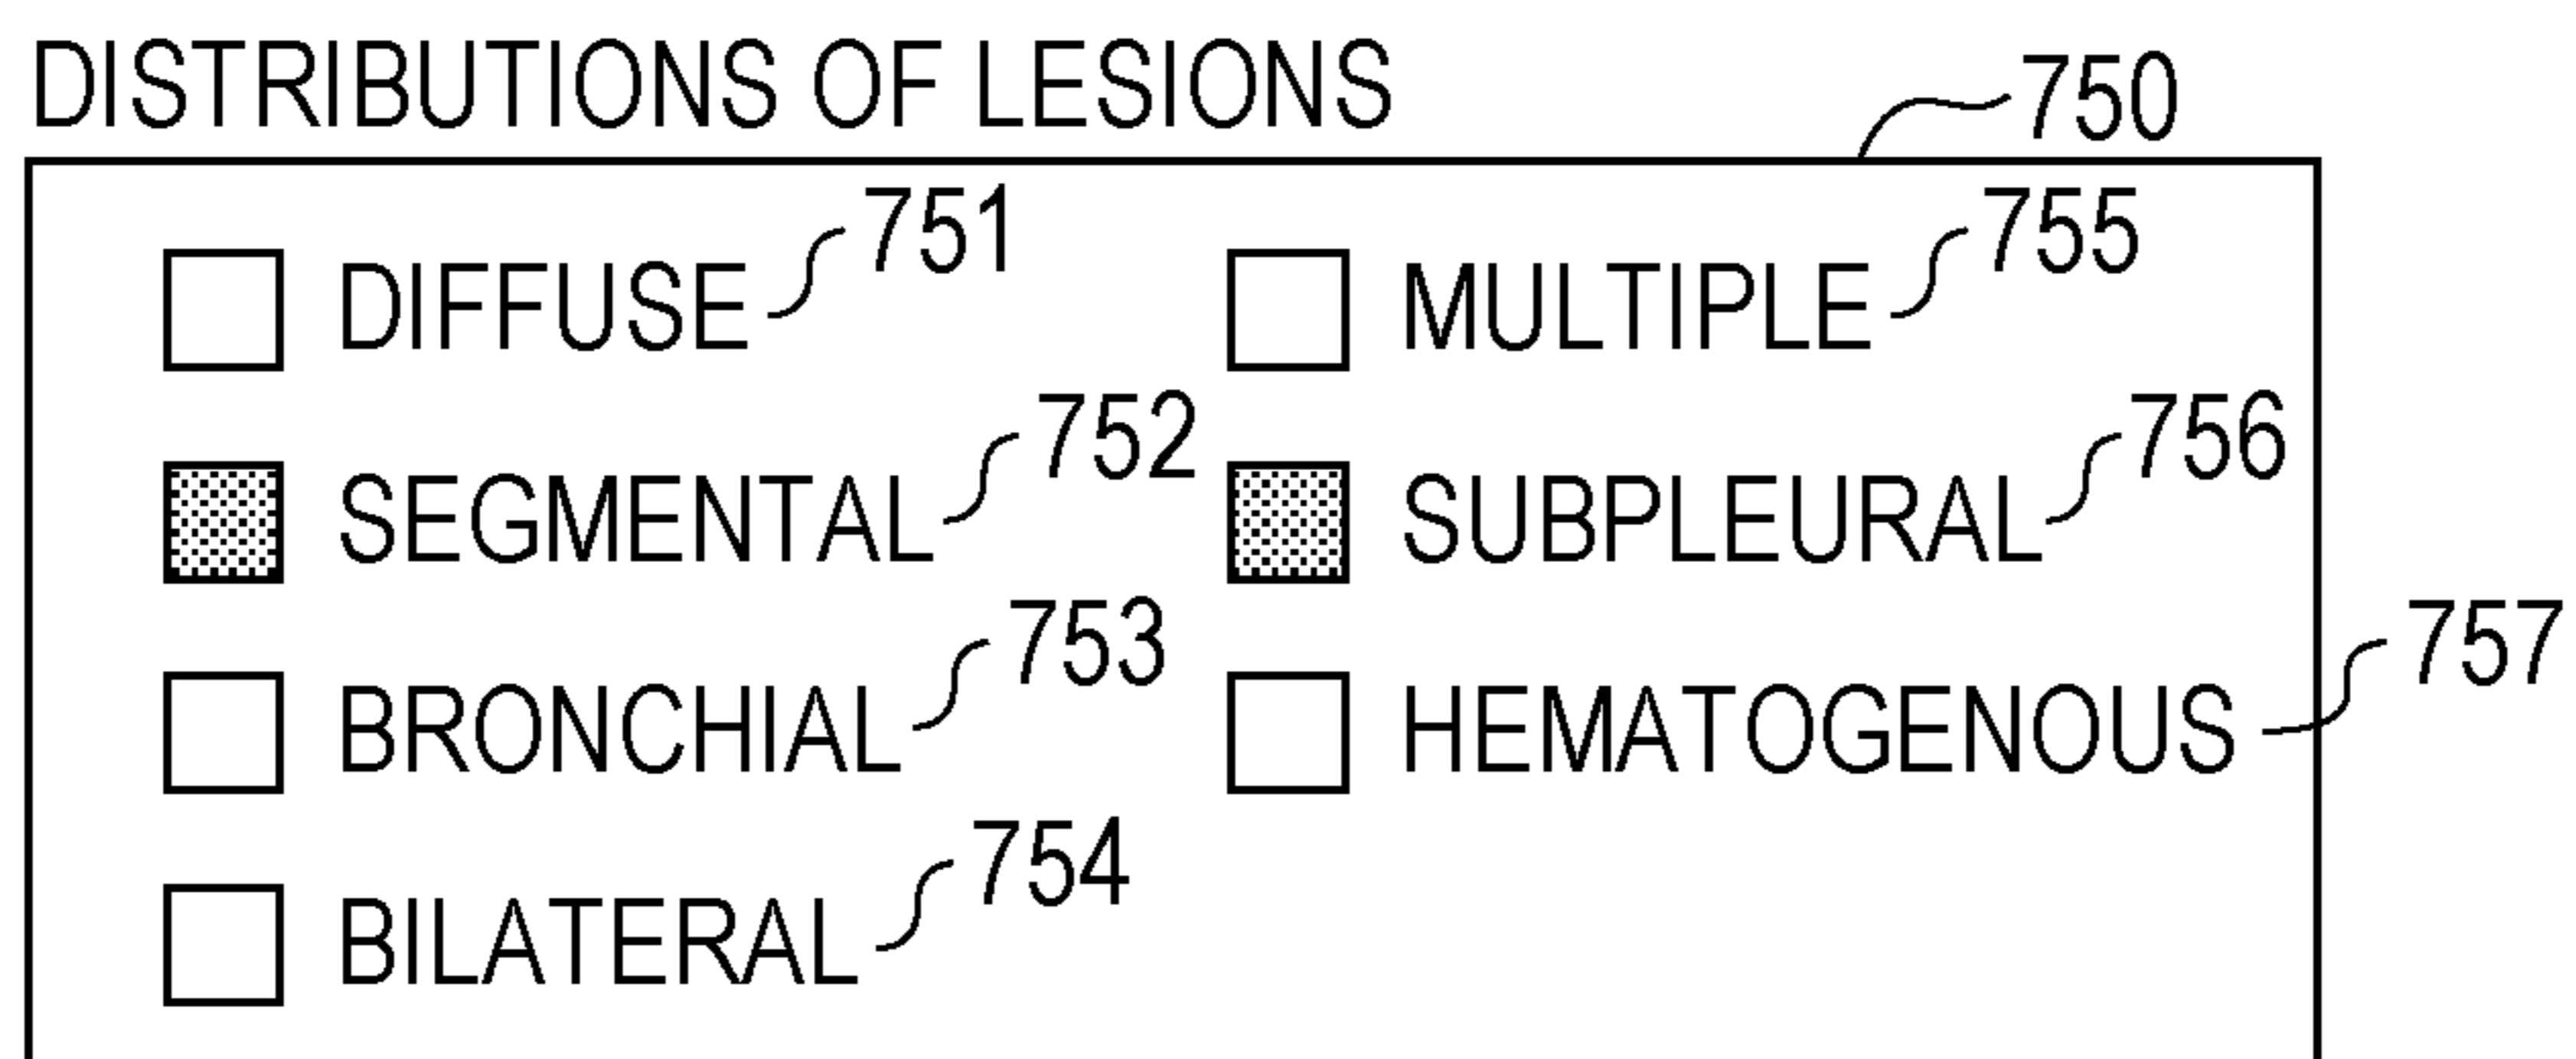 DISTRIBUTIONS OF LESIONS
750
DIFFUSE 751
MULTIPLE 755
SEGMENTAL 752
SUBPLEURAL 756
BRONCHIAL 753
HEMATOGENOUS 757
BILATERAL 754